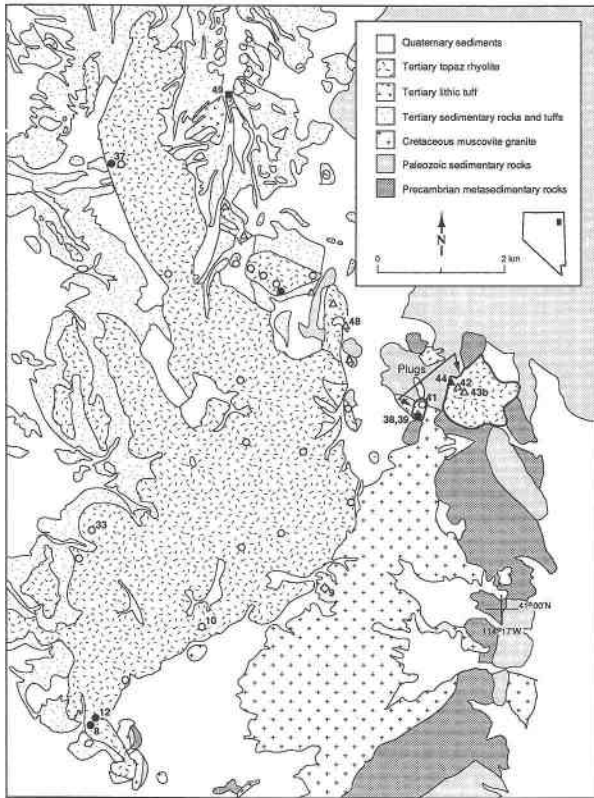 Quaternary sediments
Tertiary topaz rhyolite
Tertiary lithic tuff
Tertiary sedimentary rocks and tuffs
Cretaceous muscovite granite
Paleozoic sedimentary rocks
Precambrian metasedimentary rocks
N
0 2 km
49
37
48
Plugs
44
42
43b
41
38,39
33
9
10
41°00'N
114°17'W
12
8